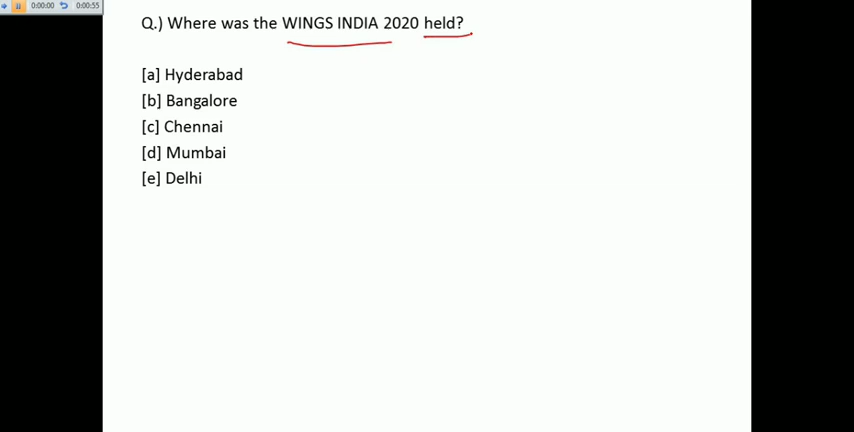 0:00:00 0:00:55
Q.) Where was the WINGS INDIA 2020 held?
[a] Hyderabad
[b] Bangalore
[c] Chennai
[d] Mumbai
[e] Delhi